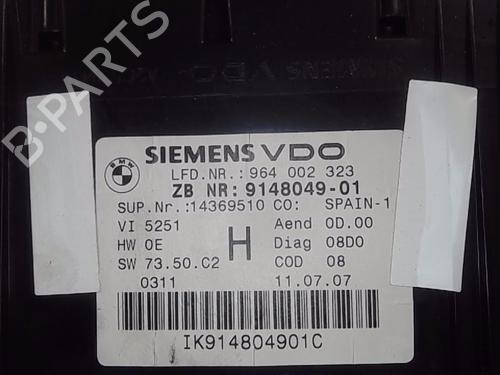 SIEMENS VDO
BMW
LFD.NR.: 964 002 323
ZB NR: 9148049-01
SUP.Nr.:14369510 CO: SPAIN-1
VI 5251 Aend 0D.00
HW 0E H Diag 08D0
SW 73.50.C2 COD 08
0311 11.07.07
IK914804901C
B-PARTS